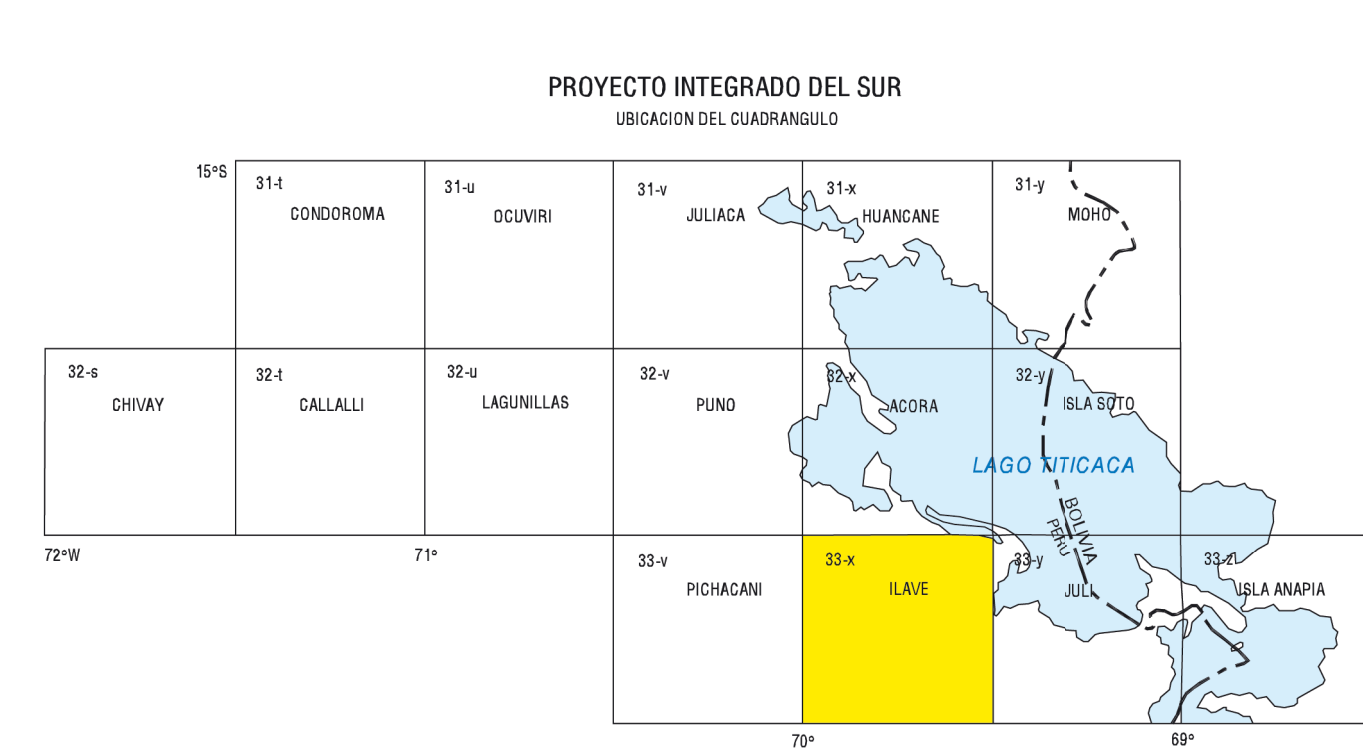 PROYECTO INTEGRADO DEL SUR
UBICACION DEL CUADRANGULO
15°S
31-t
CONDOROMA
31-u
OCUVIRI
31-v
JULIACA
31-x
HUANCANE
31-y
MOHO
32-s
CHIVAY
32-t
CALLALLI
32-u
LAGUNILLAS
32-v
PUNO
32-x
ACORA
32-y
ISLA SOTO
LAGO TITICACA
BOLIVIA
PERU
72°W
71°
33-v
PICHACANI
33-x
ILAVE
33-y
JULI
33-z
ISLA ANAPIA
70°
69°